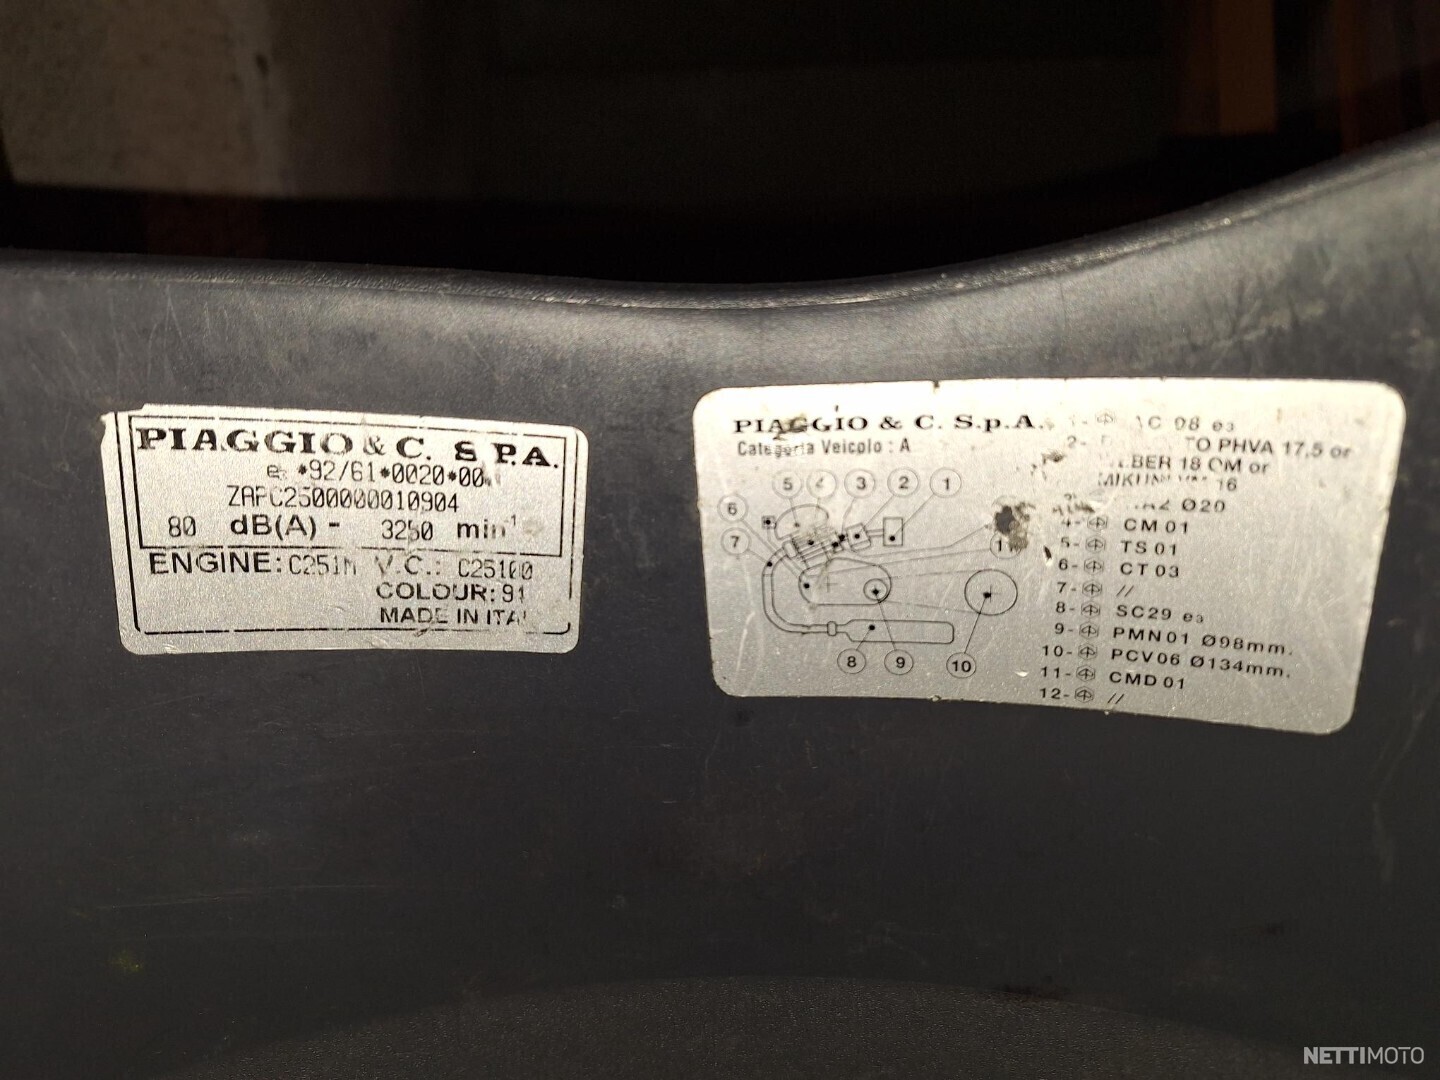 PIAGGIO & C. S P.A.
*92/61*0020*00
ZAPC2500000010904
80 dB(A) - 3250 min
ENGINE: C251M V.C.: C25100
COLOUR: 91
MADE IN
PIAGGIO & C. S.p.A.
Categoria Veicolo : A
5 4 3 2 1
6
7
8 9 10
1- 08 e3
2- TO PHVA 17,5 or
18 OM or
MIKUNI 16
Ø20
4- CM 01
5- TS 01
6- CT 03
7- //
8- SC29 e3
9- PMN01 Ø98mm.
10- PCV06 Ø134mm.
11- CMD 01
12- //
NETTIMOTO